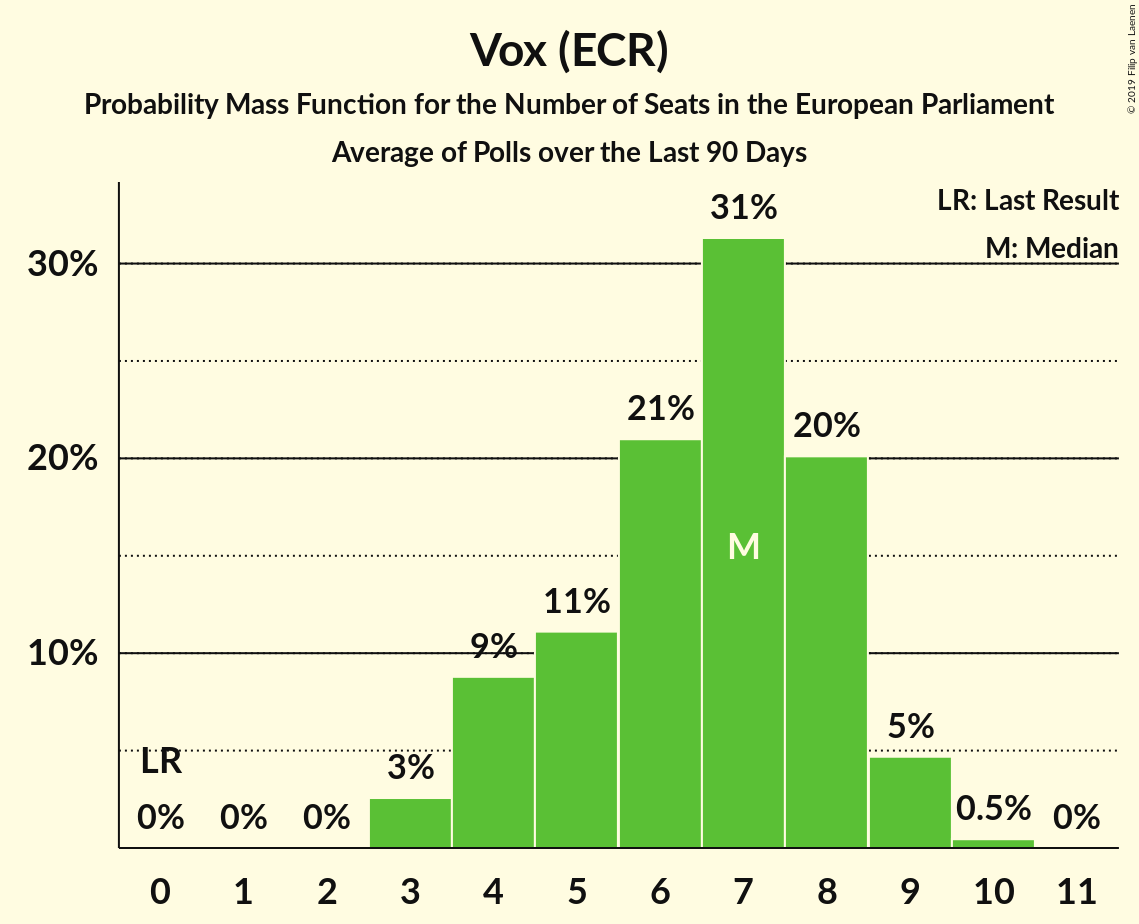 Vox (ECR)
Probability Mass Function for the Number of Seats in the European Parliament
Average of Polls over the Last 90 Days
© 2019 Filip van Laenen
LR: Last Result
M: Median
31%
30%
21%
20%
20%
M
11%
9%
10%
5%
LR
3%
0% 0% 0% 0.5% 0%
0 1 2 3 4 5 6 7 8 9 10 11